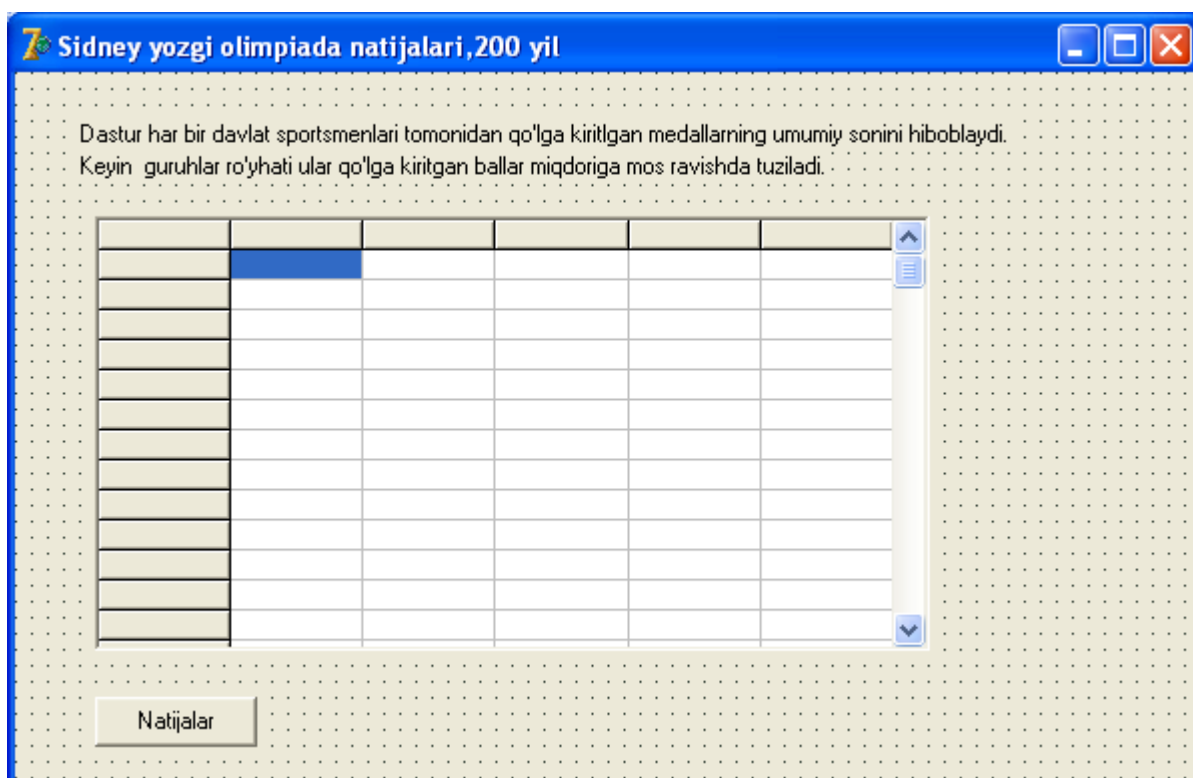 Sidney yozgi olimpiada natijalari,200 yil
Dastur har bir davlat sportsmenlari tomonidan qo'lga kiritlgan medallarning umumiy sonini hiboblaydi.
Keyin guruhlar ro'yhati ular qo'lga kiritgan ballar miqdoriga mos ravishda tuziladi.
Natijalar